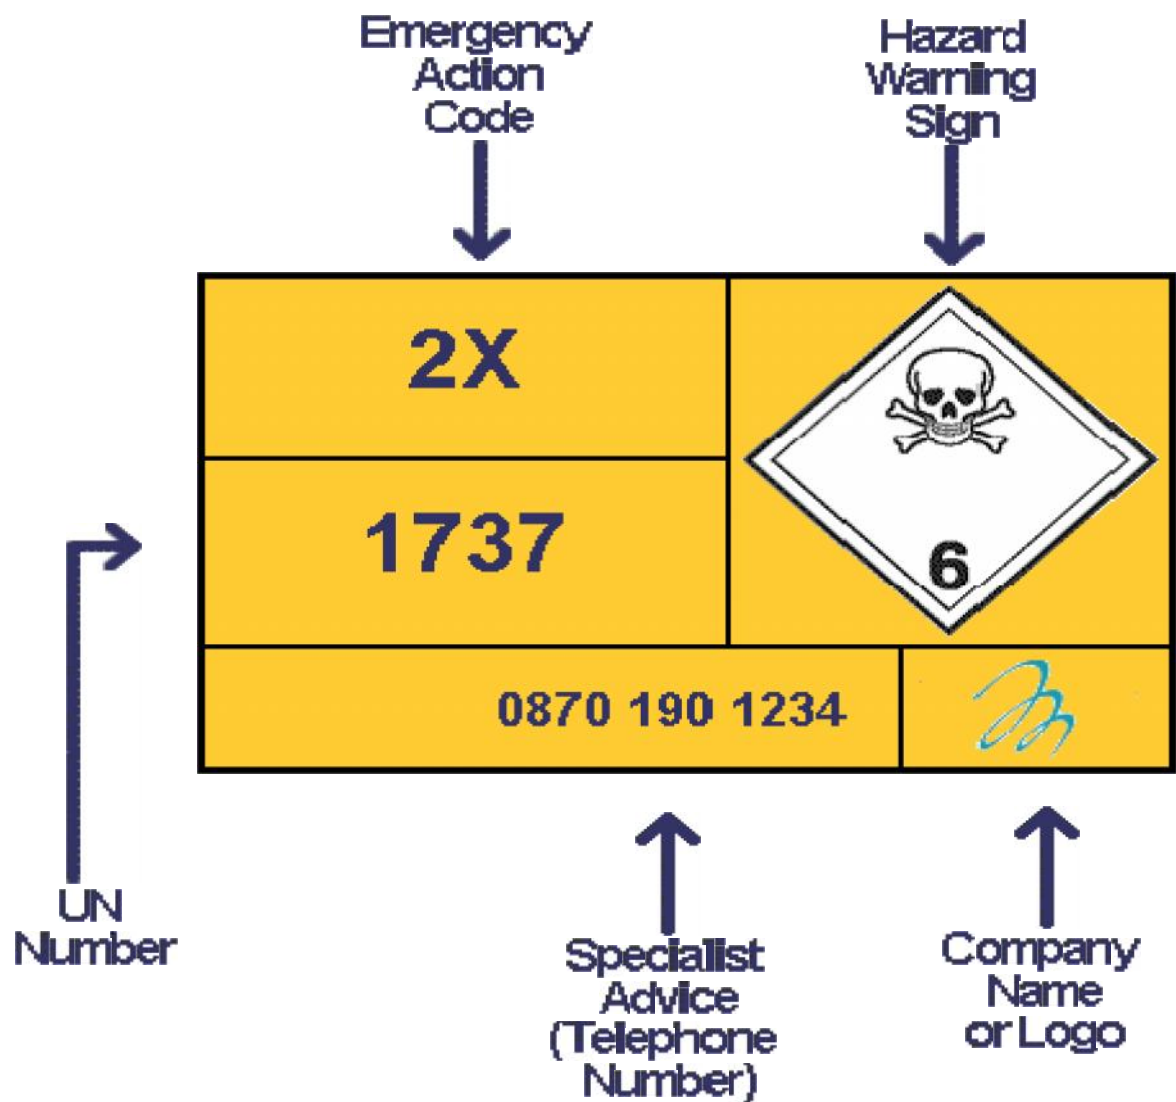 Emergency
Action
Code
Hazard
Warning
Sign
2X
1737
6
0870 190 1234
UN
Number
Specialist
Advice
(Telephone
Number)
Company
Name
or Logo